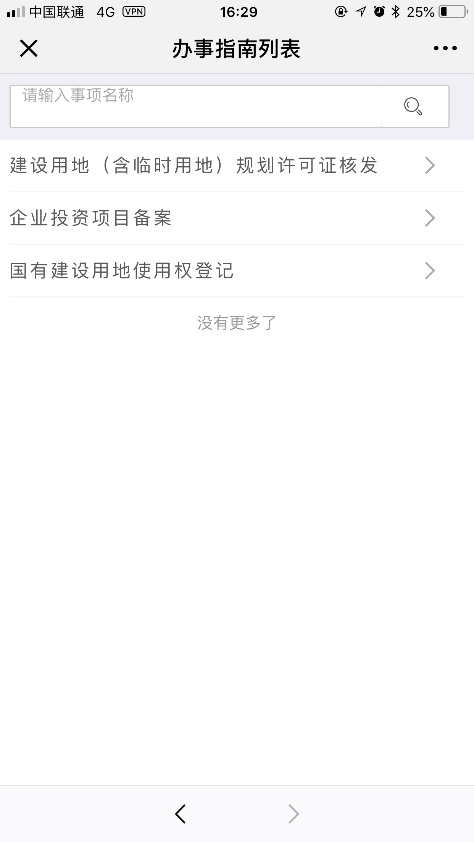 中国联通 4G VPN 16:29 25%
办事指南列表
请输入事项名称
建设用地（含临时用地）规划许可证核发
企业投资项目备案
国有建设用地使用权登记
没有更多了